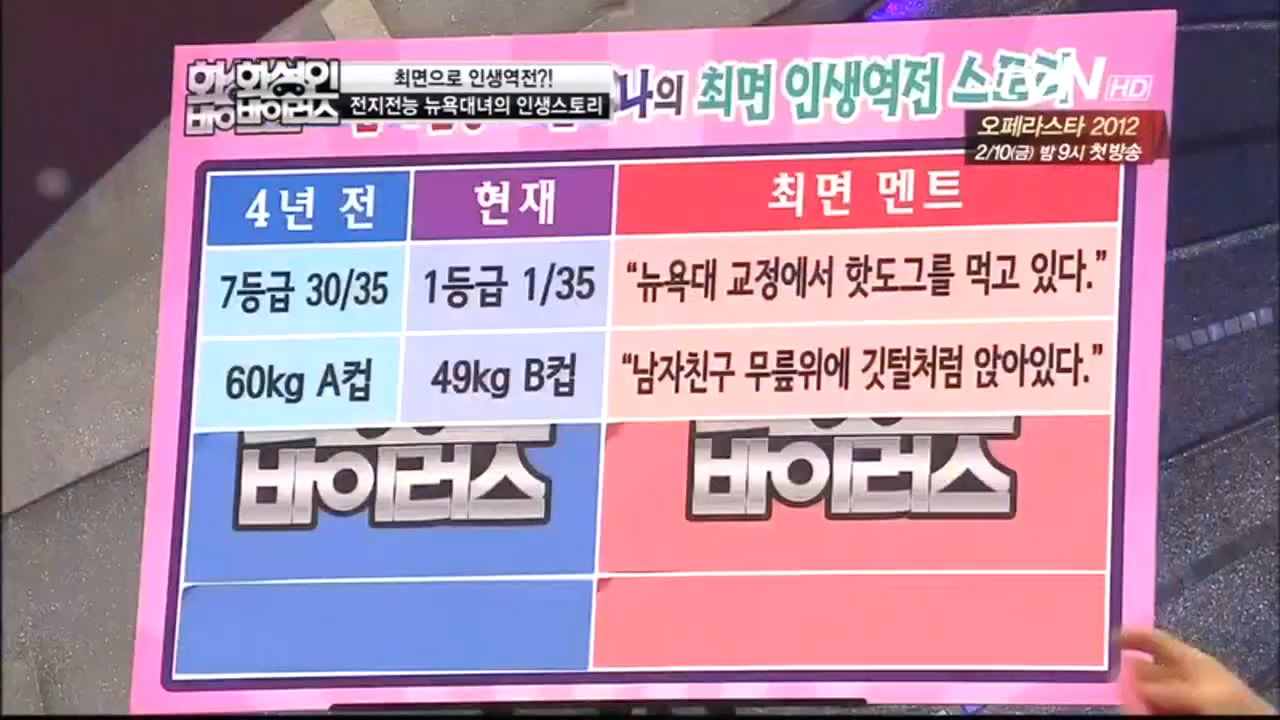 화성인
바이러스
최면으로 인생역전?!
전지전능 뉴욕대녀의 인생스토리
나의 최면 인생역전 스토리
tvN HD
오페라스타 2012
2/10(금) 밤 9시 첫방송
4년 전 현재 최면 멘트
7등급 30/35 1등급 1/35 “뉴욕대 교정에서 핫도그를 먹고 있다.”
60kg A컵 49kg B컵 “남자친구 무릎위에 깃털처럼 앉아있다.”
바이러스 바이러스